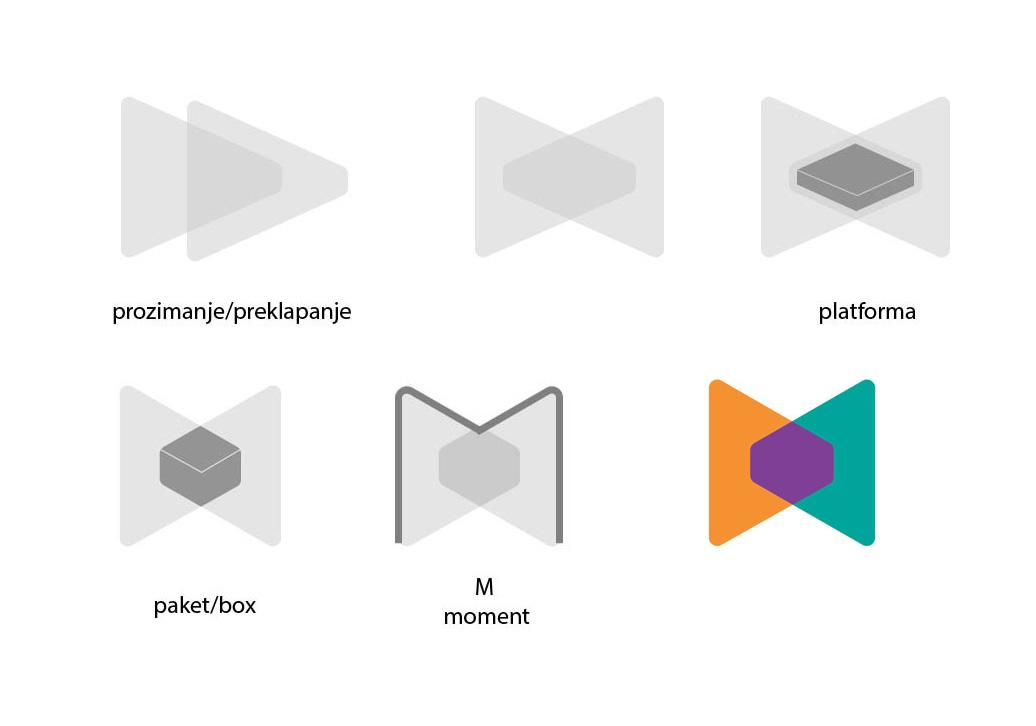 prozimanje/preklapanje
platforma
paket/box
M
moment